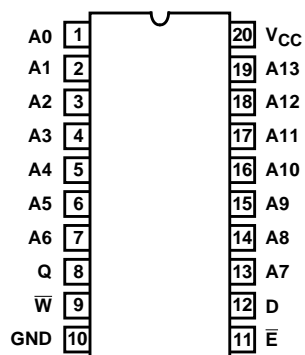 A0 1 20 VCC
A1 2 19 A13
A2 3 18 A12
A3 4 17 A11
A4 5 16 A10
A5 6 15 A9
A6 7 14 A8
Q 8 13 A7
W̅ 9 12 D
GND 10 11 E̅